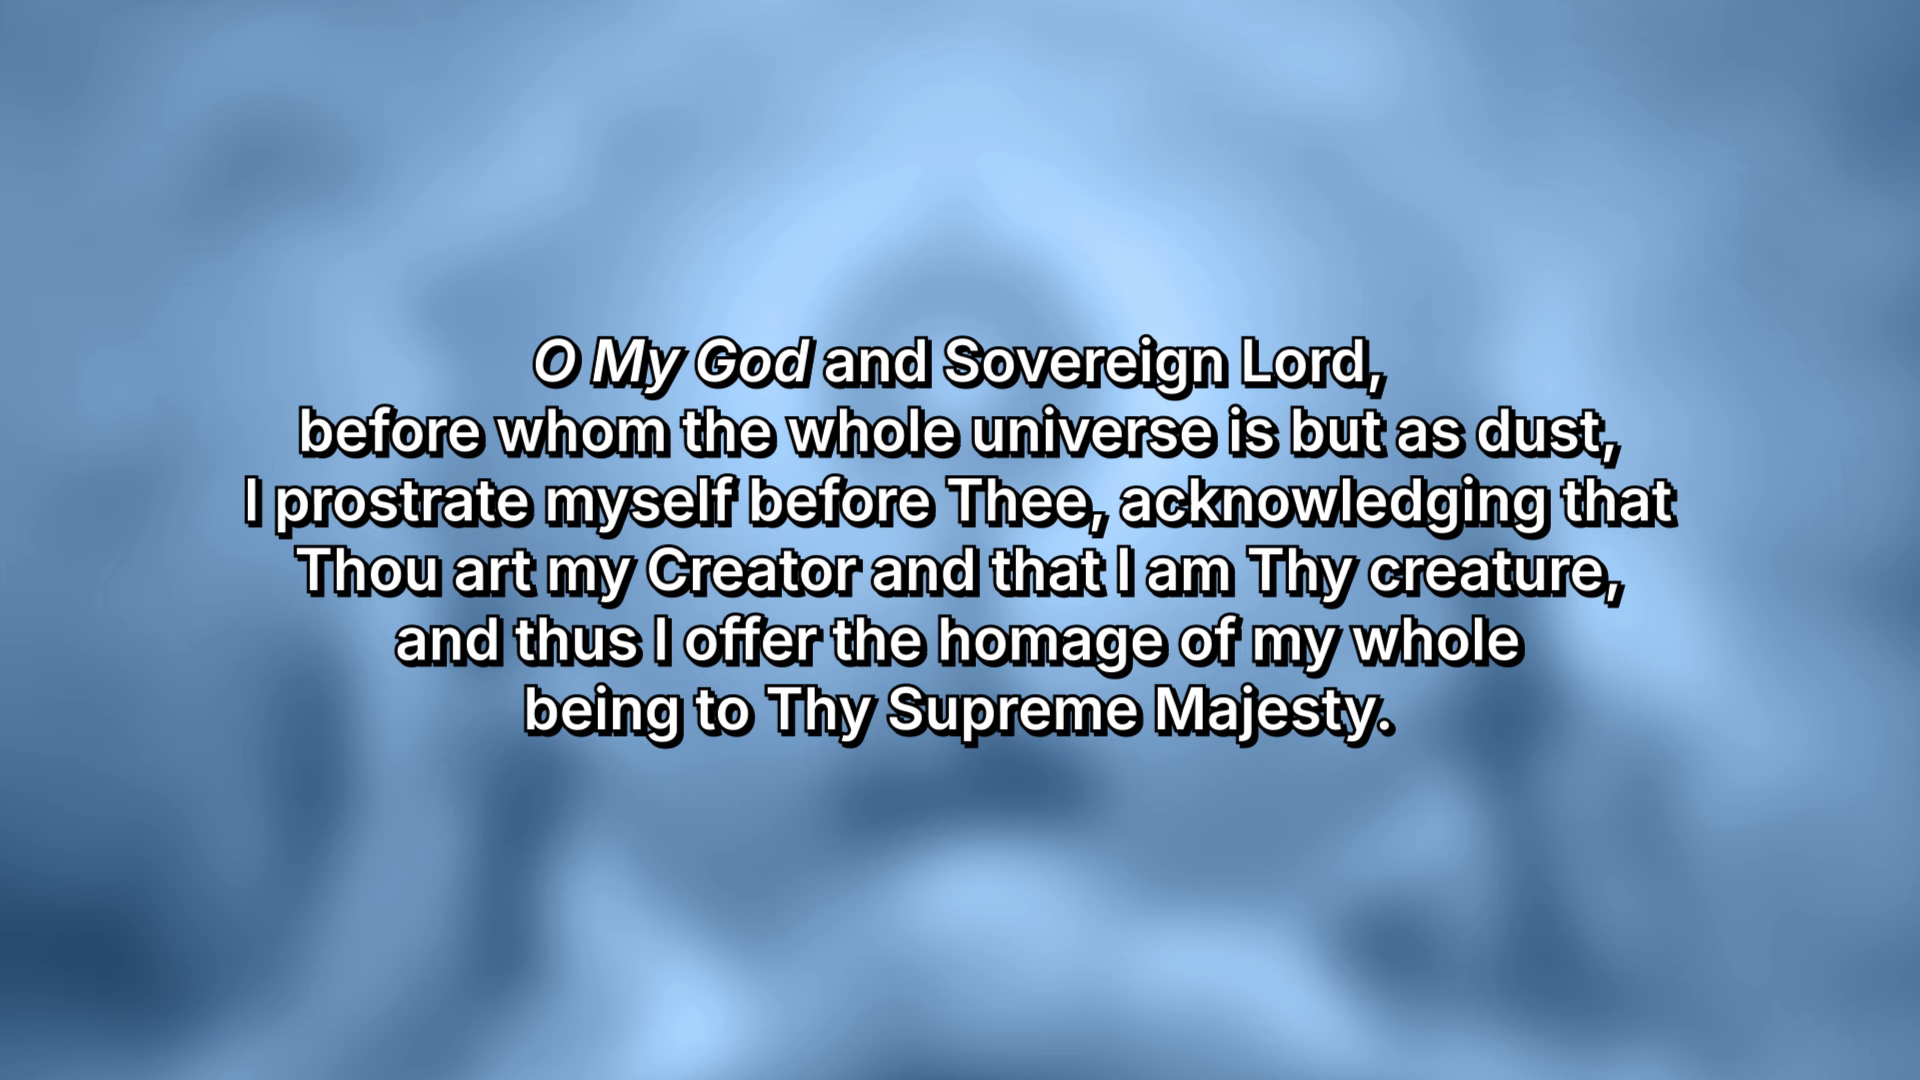 O My God and Sovereign Lord,
before whom the whole universe is but as dust,
I prostrate myself before Thee, acknowledging that
Thou art my Creator and that I am Thy creature,
and thus I offer the homage of my whole
being to Thy Supreme Majesty.